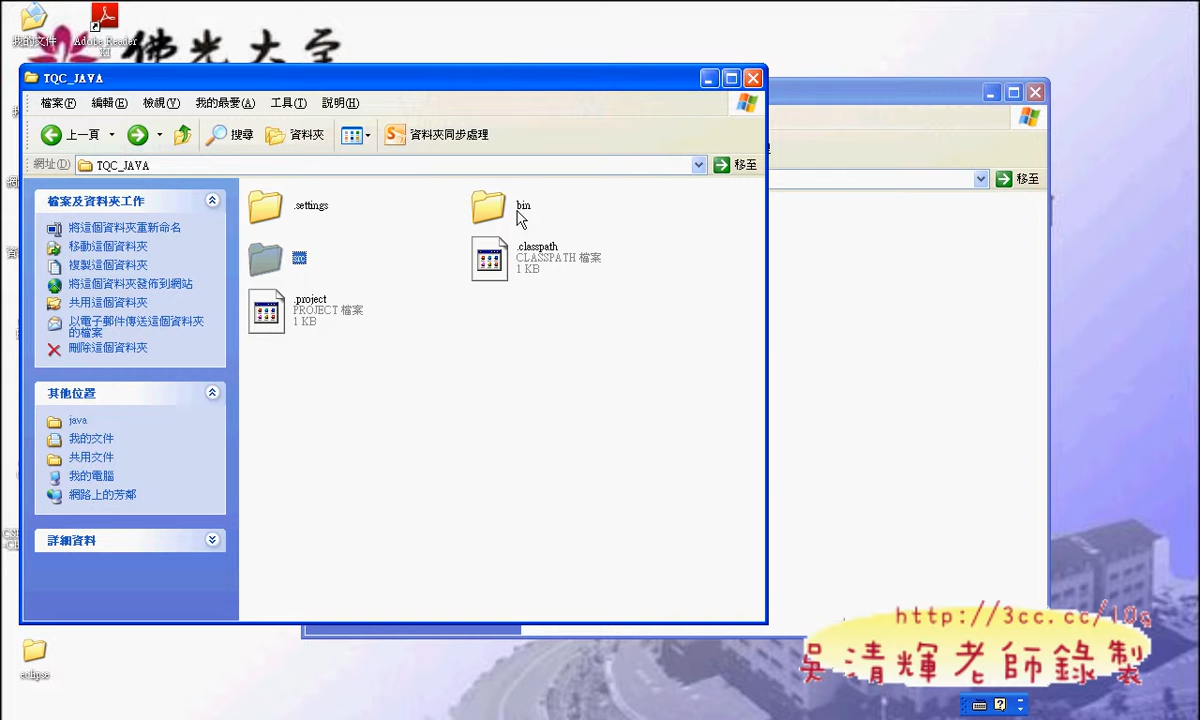 我的文件
Adobe Reader
XI
佛光大學
TQC_JAVA
檔案(F) 編輯(E) 檢視(V) 我的最愛(A) 工具(T) 說明(H)
上一頁 搜尋 資料夾 資料夾同步處理
網址(D) TQC_JAVA 移至
移至
檔案及資料夾工作
將這個資料夾重新命名
移動這個資料夾
複製這個資料夾
將這個資料夾發佈到網站
共用這個資料夾
以電子郵件傳送這個資料夾
的檔案
刪除這個資料夾
其他位置
java
我的文件
共用文件
我的電腦
網路上的芳鄰
詳細資料
.settings
bin
.classpath
CLASSPATH 檔案
1 KB
.project
PROJECT 檔案
1 KB
eclipse
http://3cc.cc/10s
吳清輝老師錄製